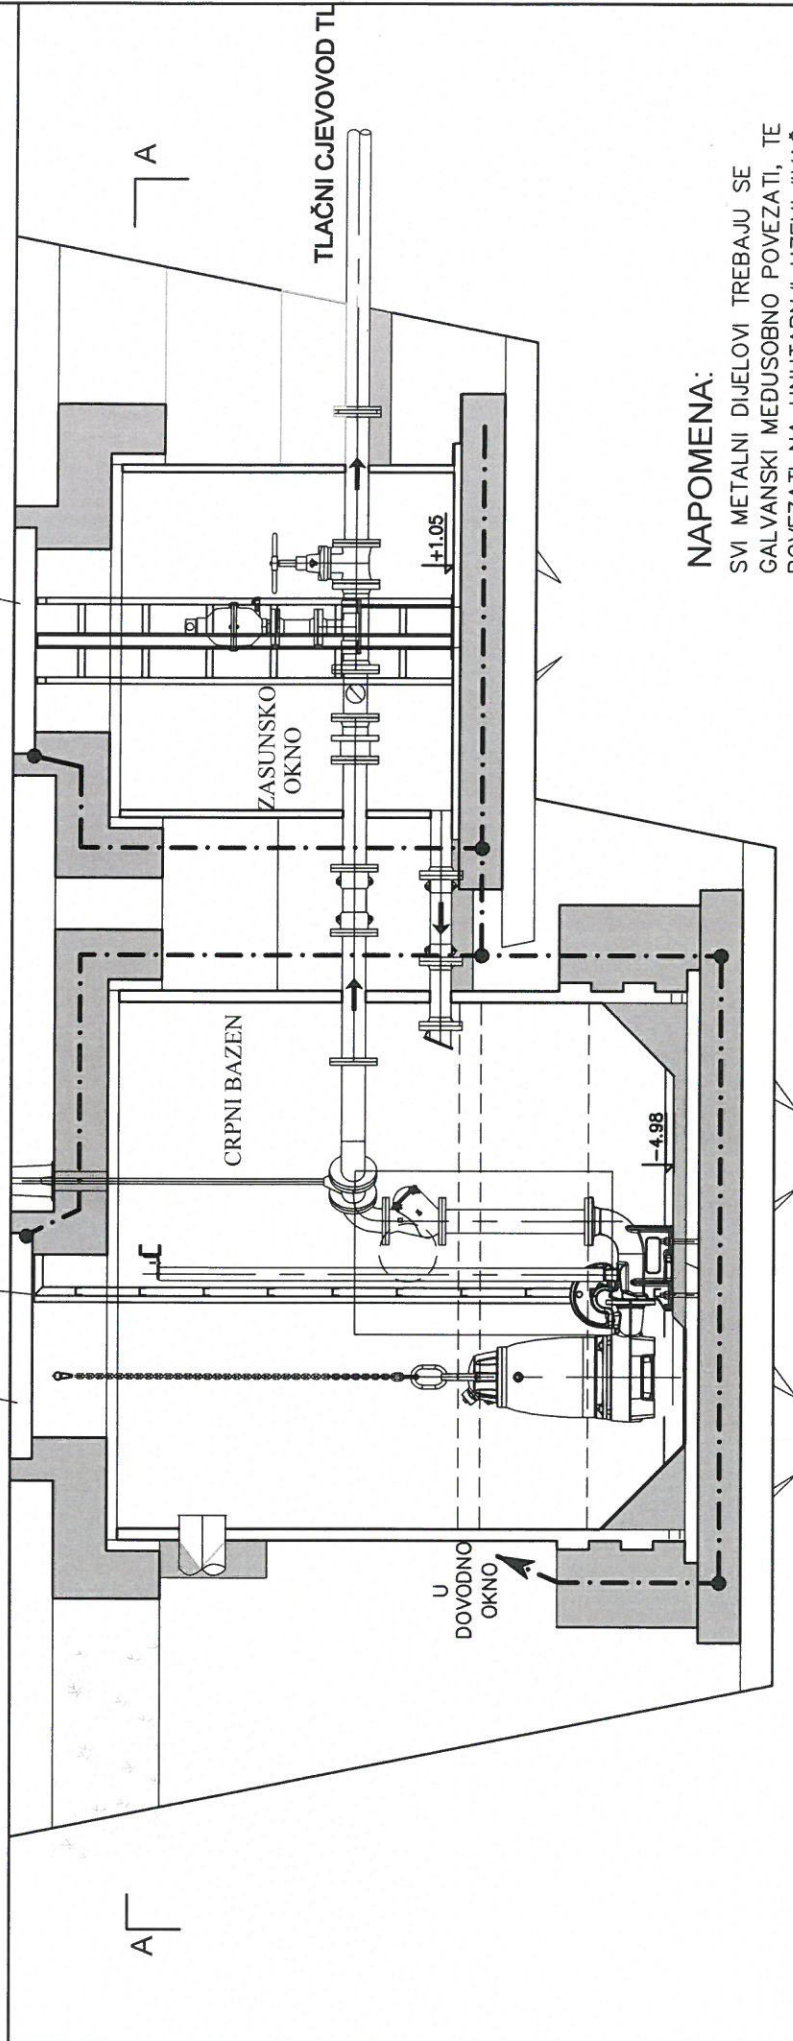 A
TLAČNI CJEVOVOD TL
ZASUNSKO
OKNO
+1.05
CRPNI BAZEN
-4.98
U
DOVODNO
OKNO
A
NAPOMENA:
SVI METALNI DIJELOVI TREBAJU SE
GALVANSKI MEĐUSOBNO POVEZATI, TE